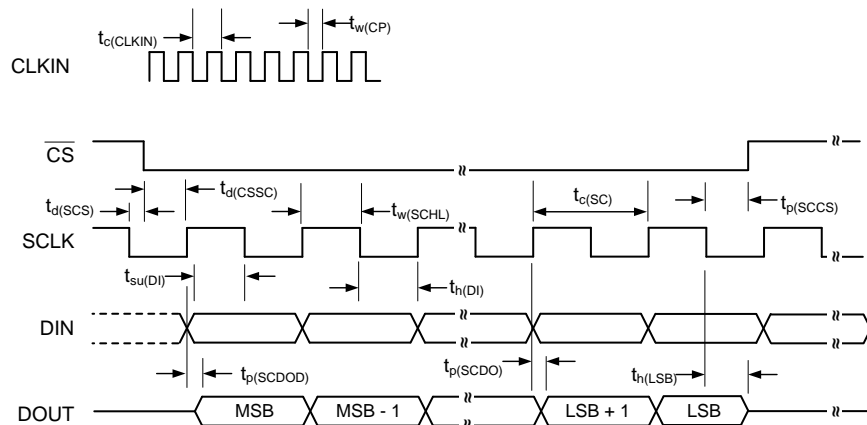 tc(CLKIN)
tw(CP)
CLKIN
CS
td(SCS)
td(CSSC)
tw(SCHL)
tc(SC)
tp(SCCS)
SCLK
tsu(DI)
th(DI)
DIN
tp(SCDOD)
tp(SCDO)
th(LSB)
DOUT
MSB
MSB - 1
LSB + 1
LSB